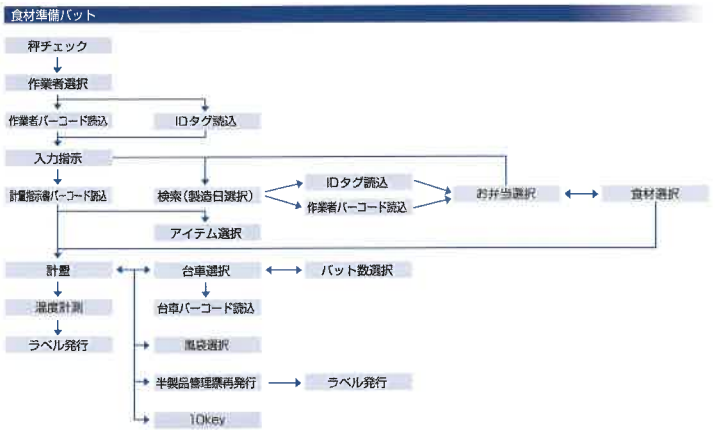 食材準備バット
秤チェック
作業者選択
作業者バーコード読込
IDタグ読込
入力指示
計量指示書バーコード読込
検索(製造日選択)
IDタグ読込
作業者バーコード読込
お弁当選択
食材選択
アイテム選択
計量
台車選択
バット数選択
温度計測
台車バーコード読込
ラベル発行
風袋選択
半製品管理票再発行
ラベル発行
10key